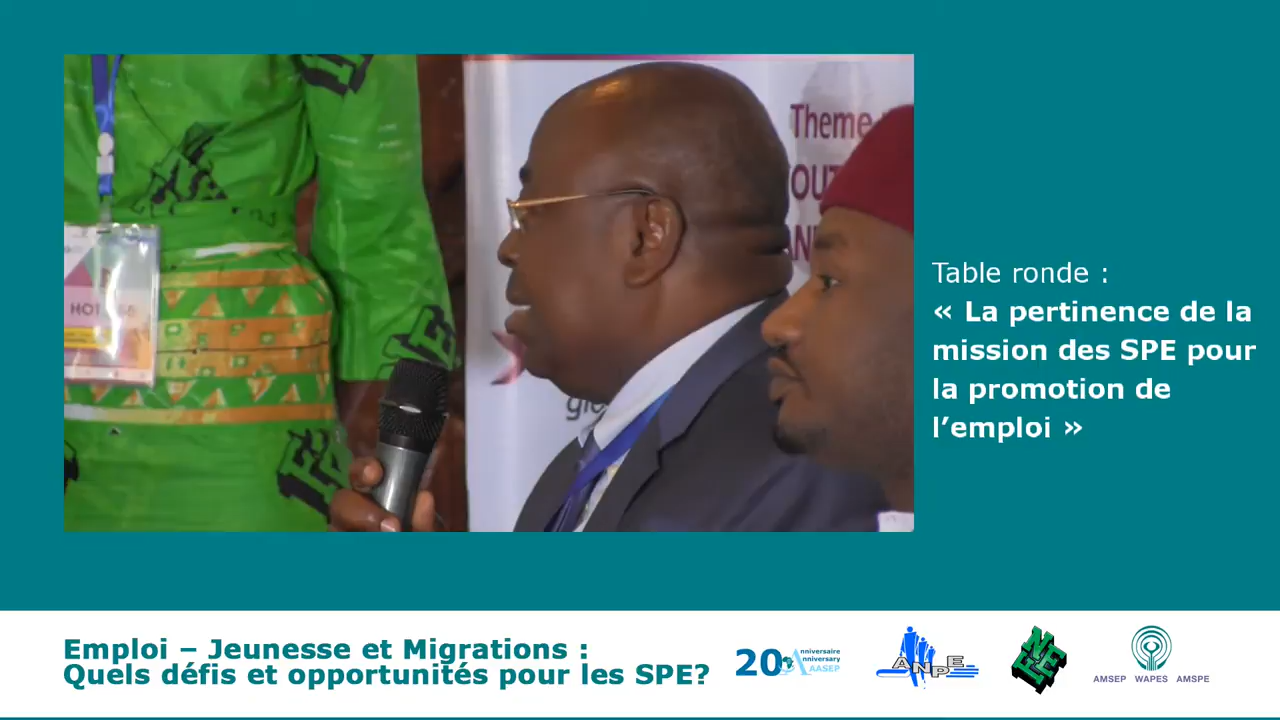 Theme
HOT
Table ronde :
« La pertinence de la
mission des SPE pour
la promotion de
l’emploi »
Emploi – Jeunesse et Migrations :
Quels défis et opportunités pour les SPE?
20 Anniversaire
Anniversary
AASEP
ANPE
AMSEP WAPES AMSPE